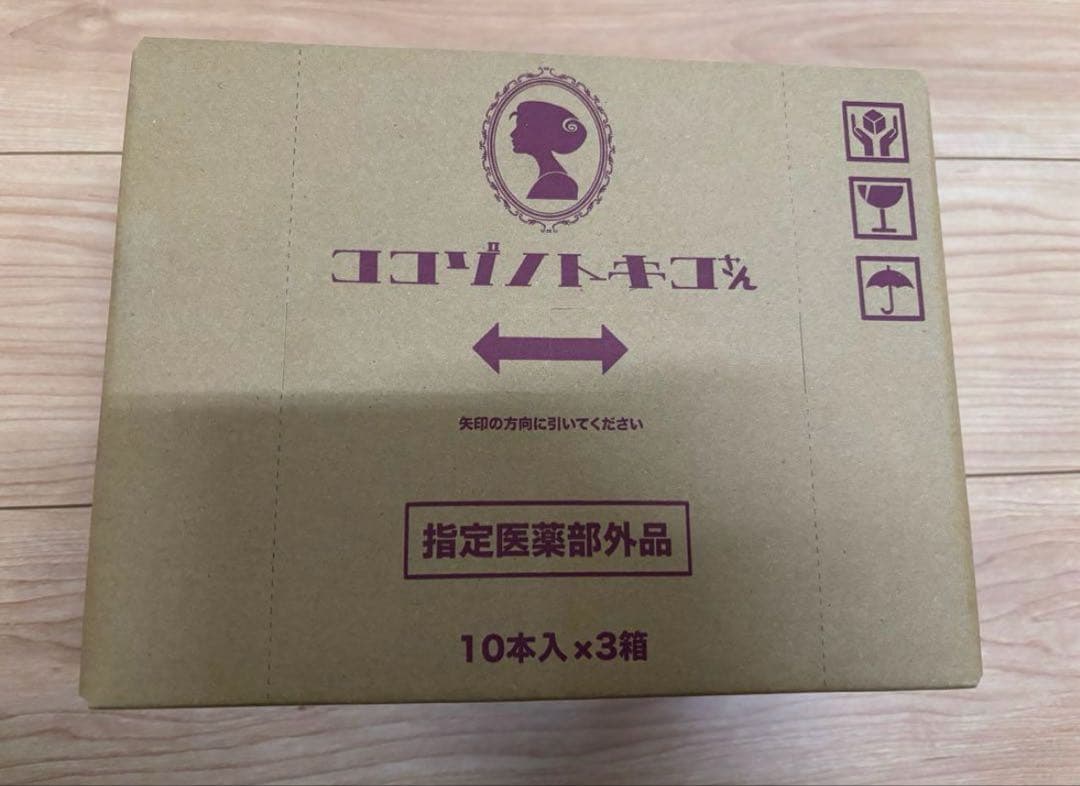 ココゾノトキコさん
矢印の方向に引いてください
指定医薬部外品
10本入×3箱